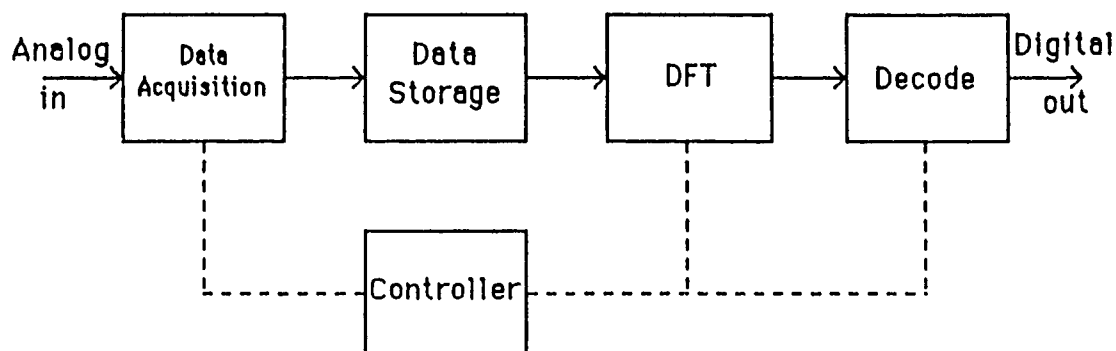 Analog
in
Data
Acquisition
Data
Storage
DFT
Decode
Digital
out
Controller